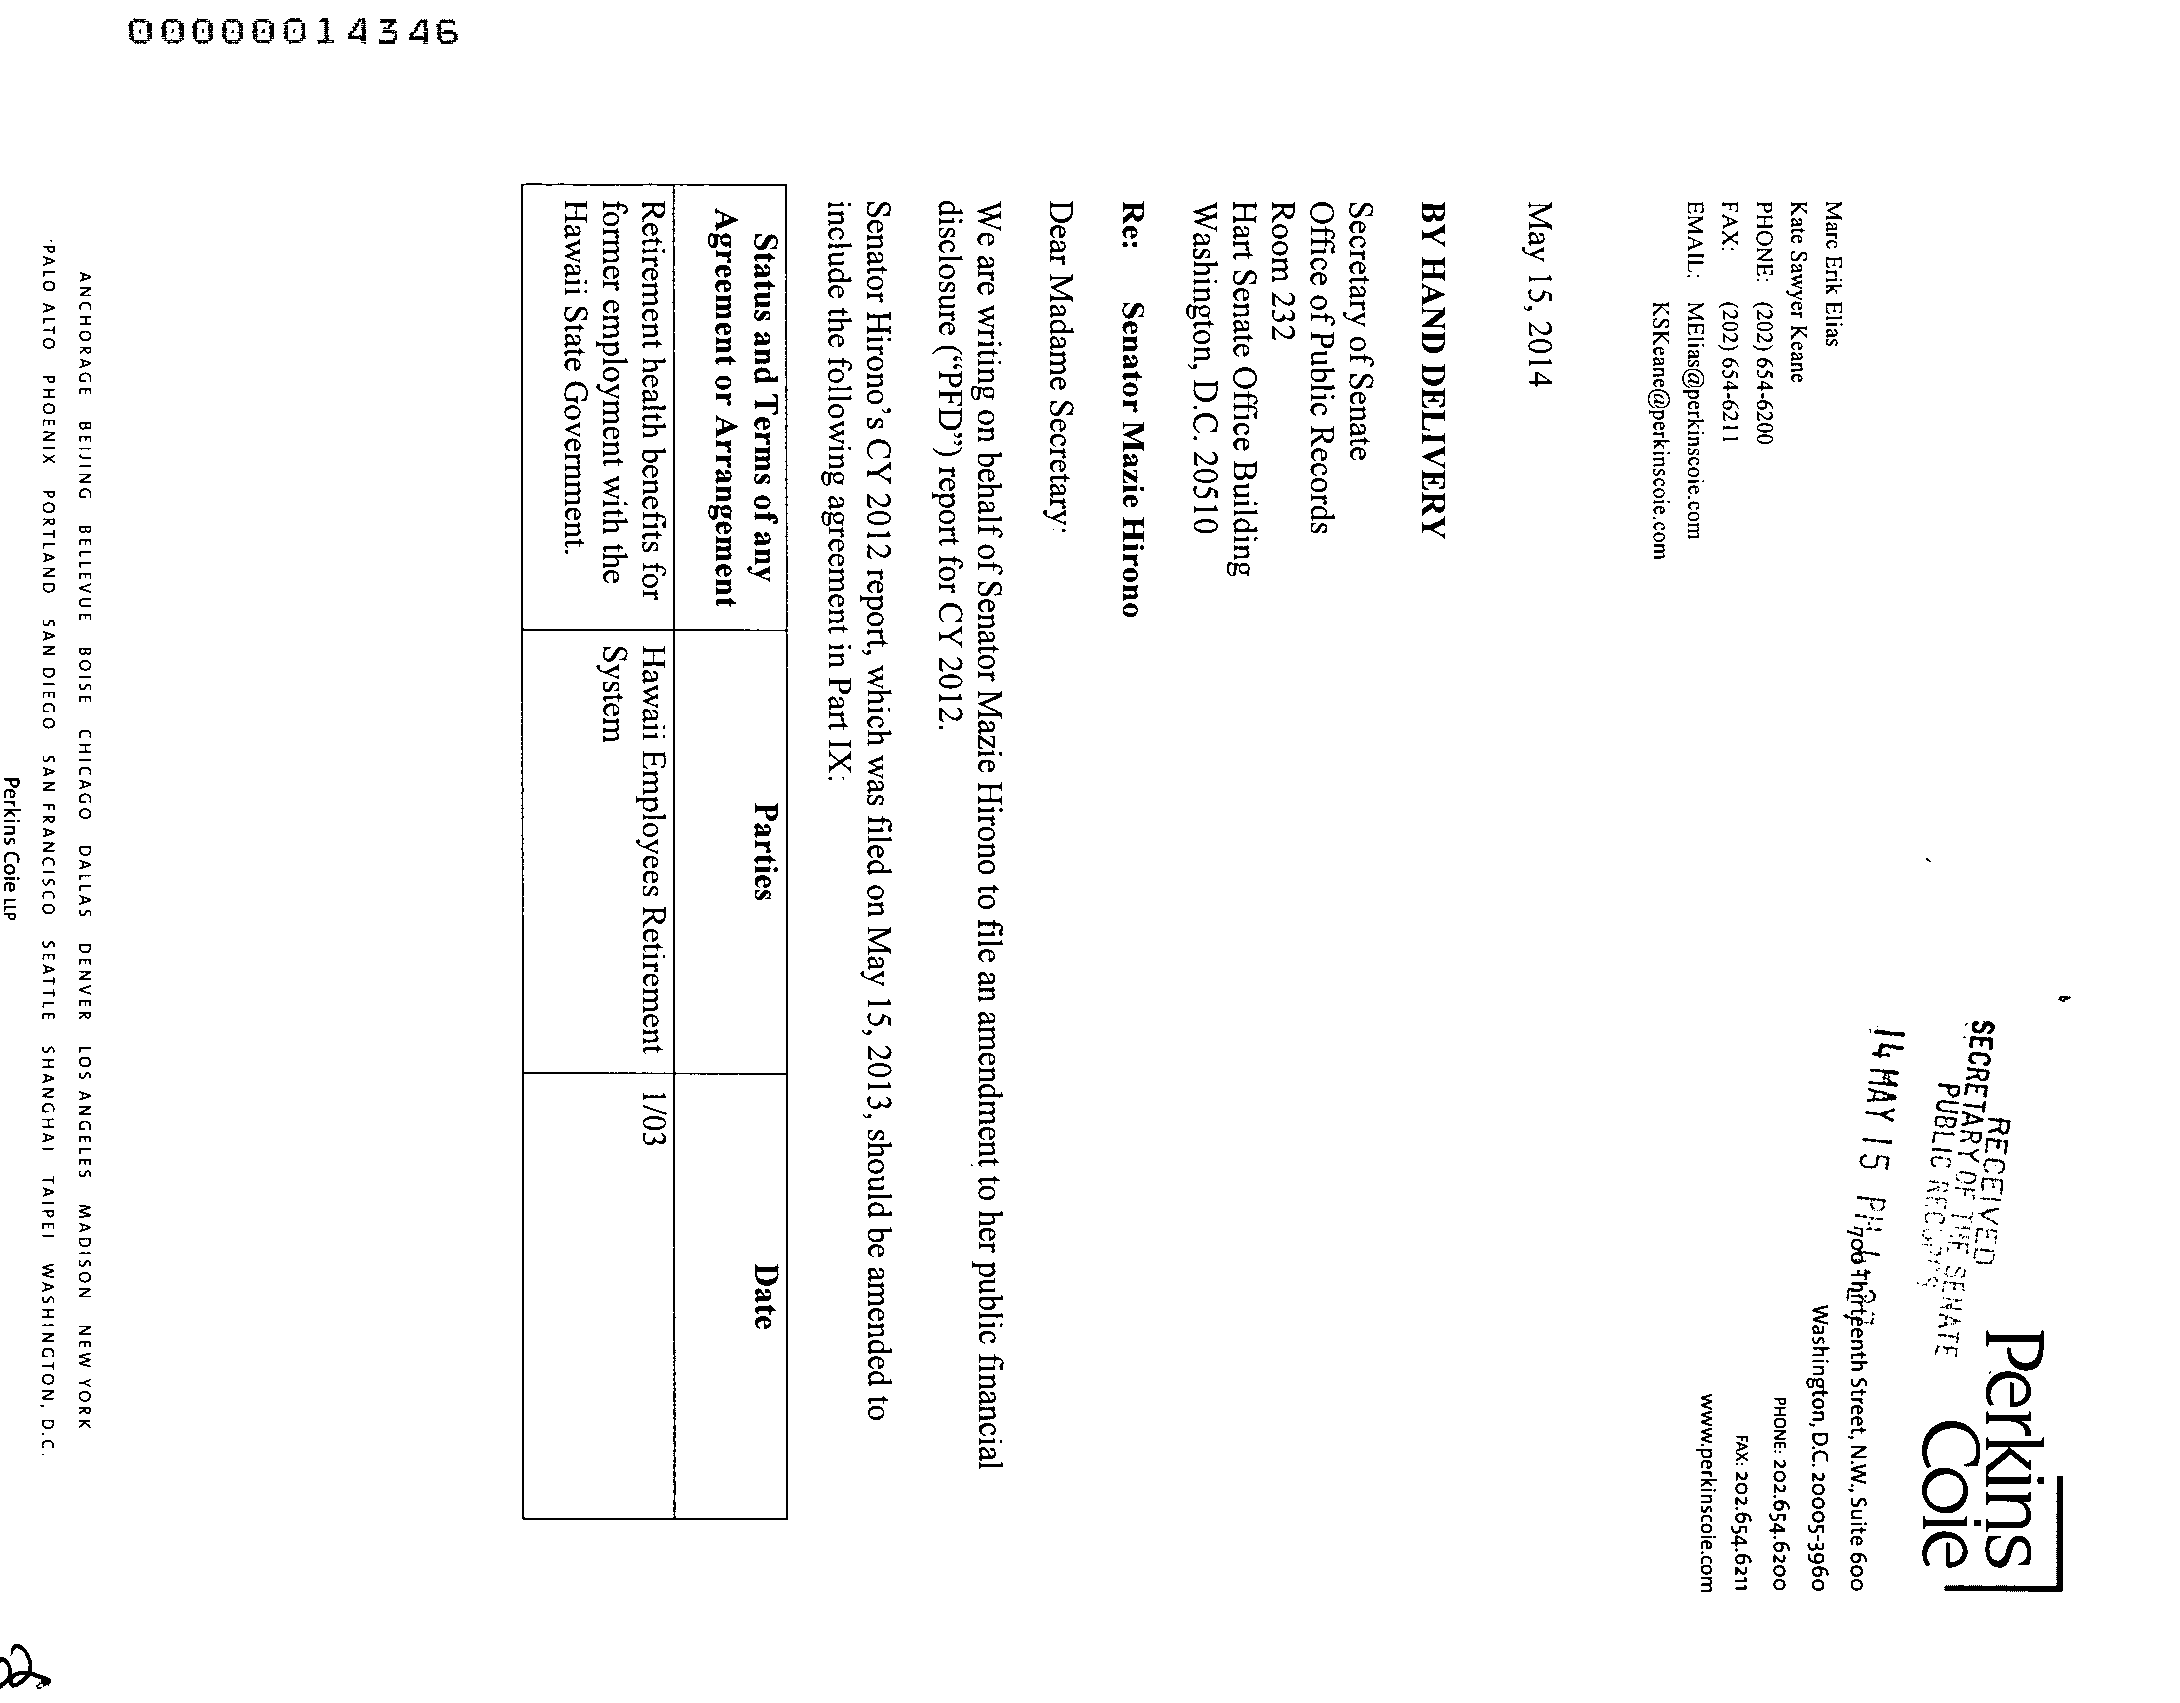 00000014346
RECEIVED
SECRETARY OF THE SENATE
PUBLIC RECORDS
14 MAY 15 PM
Perkins
Coie
Marc Erik Elias
Kate Sawyer Keane
PHONE: (202) 654-6200
FAX: (202) 654-6211
EMAIL: MElias@perkinscoie.com
KSKeane@perkinscoie.com
700 Thirteenth Street, N.W., Suite 600
Washington, D.C. 20005-3960
PHONE: 202.654.6200
FAX: 202.654.6211
www.perkinscoie.com
May 15, 2014
BY HAND DELIVERY
Secretary of Senate
Office of Public Records
Room 232
Hart Senate Office Building
Washington, D.C. 20510
Re: Senator Mazie Hirono
Dear Madame Secretary:
We are writing on behalf of Senator Mazie Hirono to file an amendment to her public financial
disclosure (“PFD”) report for CY 2012.
Senator Hirono’s CY 2012 report, which was filed on May 15, 2013, should be amended to
include the following agreement in Part IX:
Status and Terms of any
Agreement or Arrangement
Parties
Date
Retirement health benefits for
former employment with the
Hawaii State Government.
Hawaii Employees Retirement
System
1/03
ANCHORAGE BEIJING BELLEVUE BOISE CHICAGO DALLAS DENVER LOS ANGELES MADISON NEW YORK
PALO ALTO PHOENIX PORTLAND SAN DIEGO SAN FRANCISCO SEATTLE SHANGHAI TAIPEI WASHINGTON, D.C.
Perkins Coie LLP